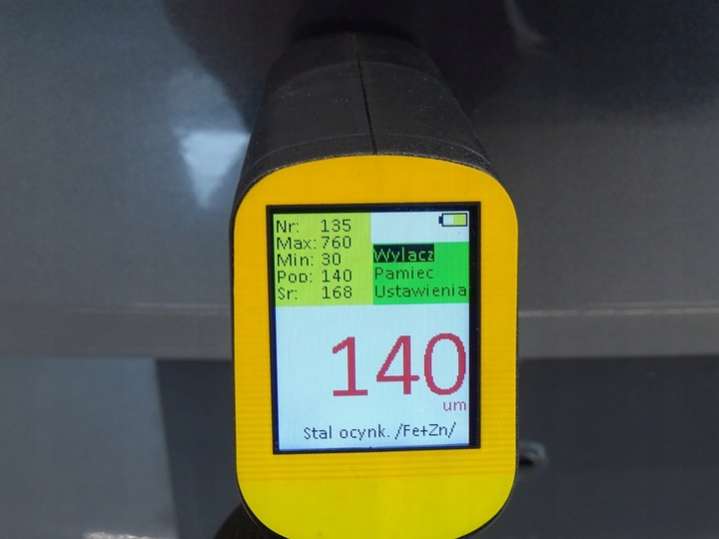 Nr: 135
Max: 760
Min: 30
Pop: 140
Sr: 168
Wylacz
Pamiec
Ustawienia
140
um
Stal ocynk. /Fe+Zn/